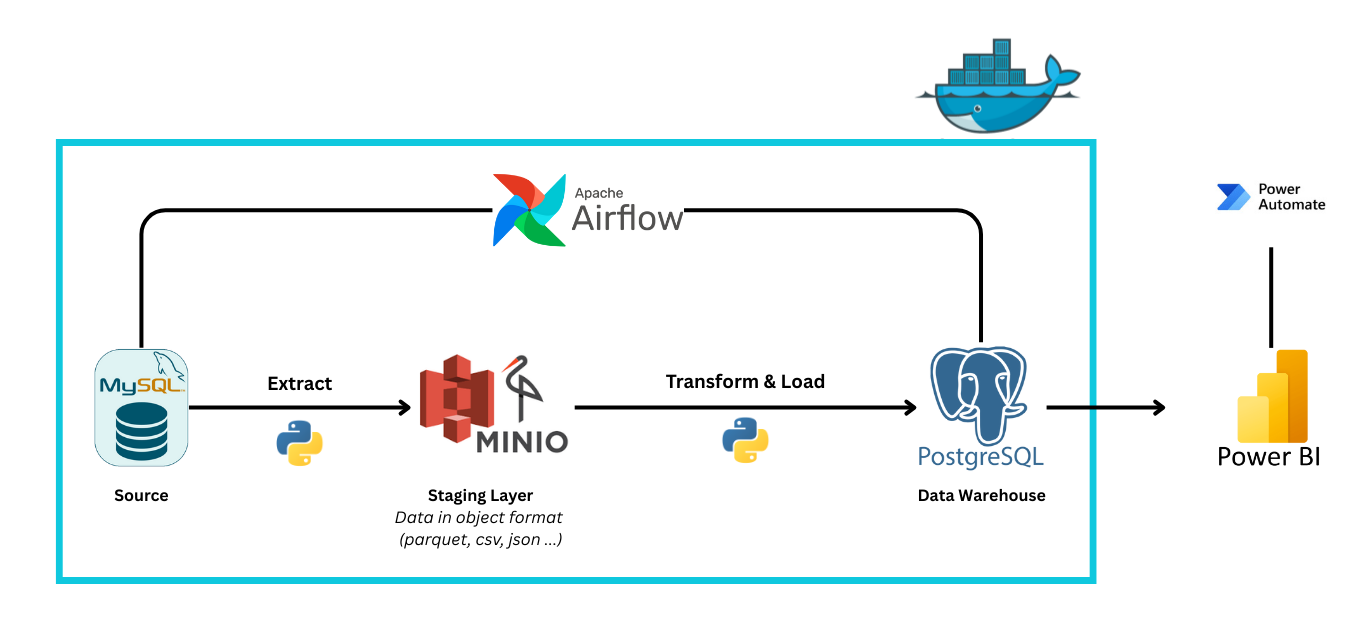 Apache
Airflow
Power
Automate
MySQL
Extract
MINIO
Transform & Load
PostgreSQL
Power BI
Source
Staging Layer
Data in object format
(parquet, csv, json ...)
Data Warehouse